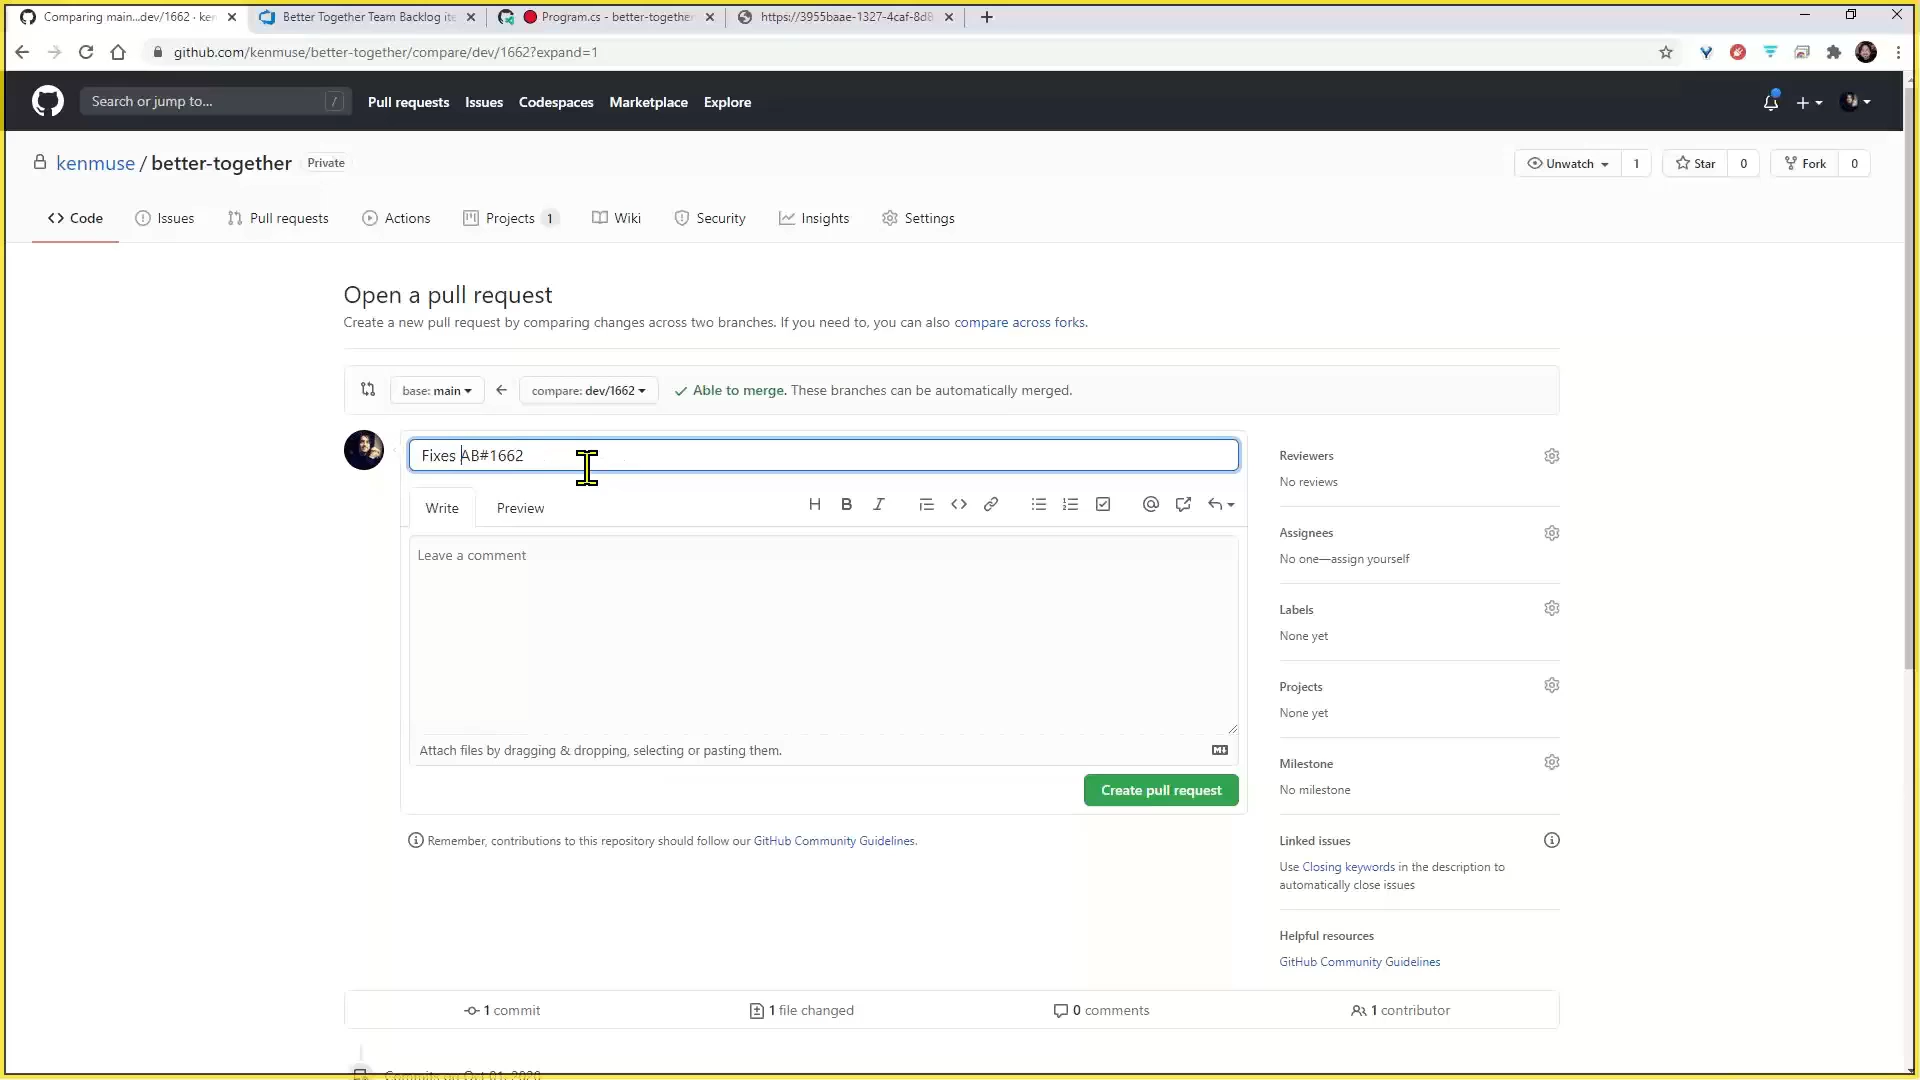 Comparing main...dev/1662 · ken
Better Together Team Backlog ite
Program.cs - better-together
https://3955baae-1327-4caf-8d8
github.com/kenmuse/better-together/compare/dev/1662?expand=1
Search or jump to...
/
Pull requests
Issues
Codespaces
Marketplace
Explore
kenmuse / better-together
Private
Unwatch
1
Star
0
Fork
0
Code
Issues
Pull requests
Actions
Projects 1
Wiki
Security
Insights
Settings
Open a pull request
Create a new pull request by comparing changes across two branches. If you need to, you can also compare across forks.
base: main
compare: dev/1662
Able to merge. These branches can be automatically merged.
Fixes AB#1662
Write
Preview
H
B
I
Leave a comment
Attach files by dragging & dropping, selecting or pasting them.
Create pull request
Remember, contributions to this repository should follow our GitHub Community Guidelines.
Reviewers
No reviews
Assignees
No one—assign yourself
Labels
None yet
Projects
None yet
Milestone
No milestone
Linked issues
Use Closing keywords in the description to
automatically close issues
Helpful resources
GitHub Community Guidelines
1 commit
1 file changed
0 comments
1 contributor
Commits on Oct 01, 2020